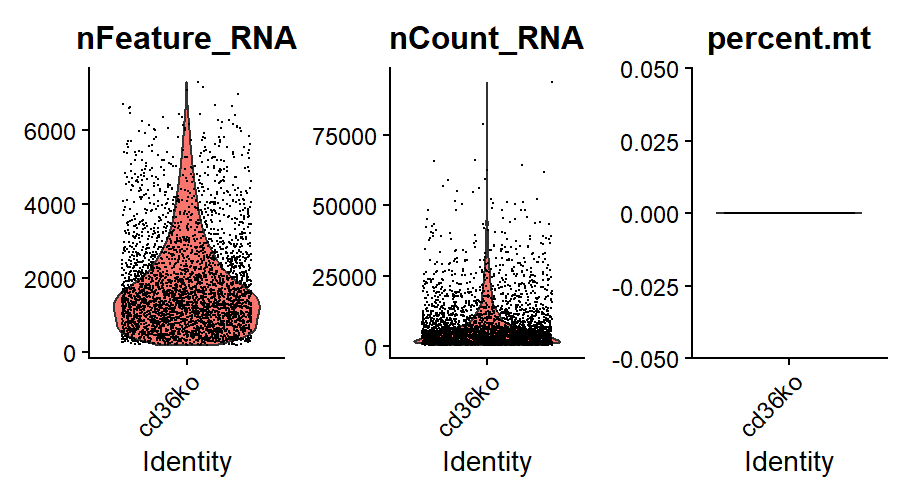 nFeature_RNA
6000
4000
2000
0
cd36ko
Identity
nCount_RNA
75000
50000
25000
0
cd36ko
Identity
percent.mt
0.050
0.025
0.000
-0.025
-0.050
cd36ko
Identity